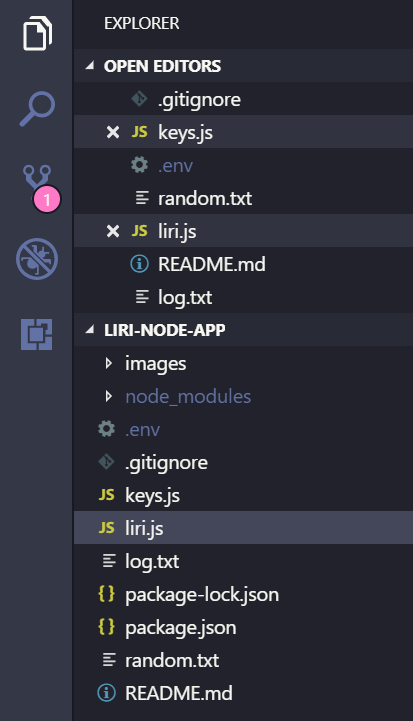 EXPLORER
OPEN EDITORS
.gitignore
JS keys.js
.env
random.txt
JS liri.js
README.md
log.txt
1
LIRI-NODE-APP
images
node_modules
.env
.gitignore
JS keys.js
JS liri.js
log.txt
{ } package-lock.json
{ } package.json
random.txt
README.md